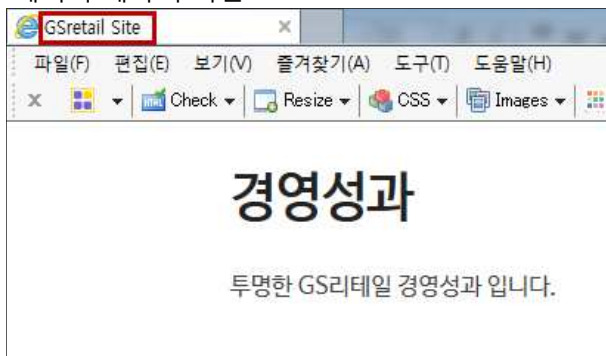 GSretail Site
파일(F) 편집(E) 보기(V) 즐겨찾기(A) 도구(T) 도움말(H)
Check Resize CSS Images
경영성과
투명한 GS리테일 경영성과 입니다.